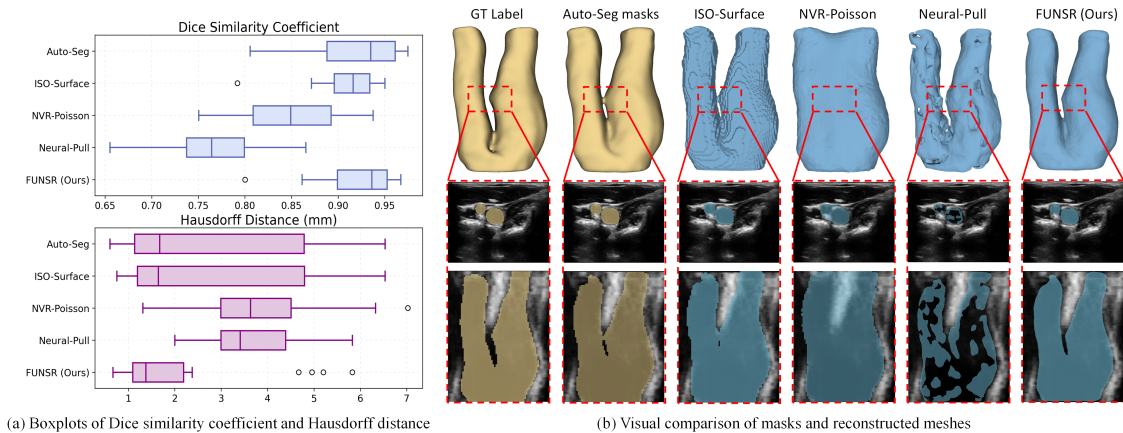 Dice Similarity Coefficient
Auto-Seg
ISO-Surface
NVR-Poisson
Neural-Pull
FUNSR (Ours)
0.65 0.70 0.75 0.80 0.85 0.90 0.95
Hausdorff Distance (mm)
Auto-Seg
ISO-Surface
NVR-Poisson
Neural-Pull
FUNSR (Ours)
1 2 3 4 5 6 7
(a) Boxplots of Dice similarity coefficient and Hausdorff distance
GT Label Auto-Seg masks ISO-Surface NVR-Poisson Neural-Pull FUNSR (Ours)
(b) Visual comparison of masks and reconstructed meshes